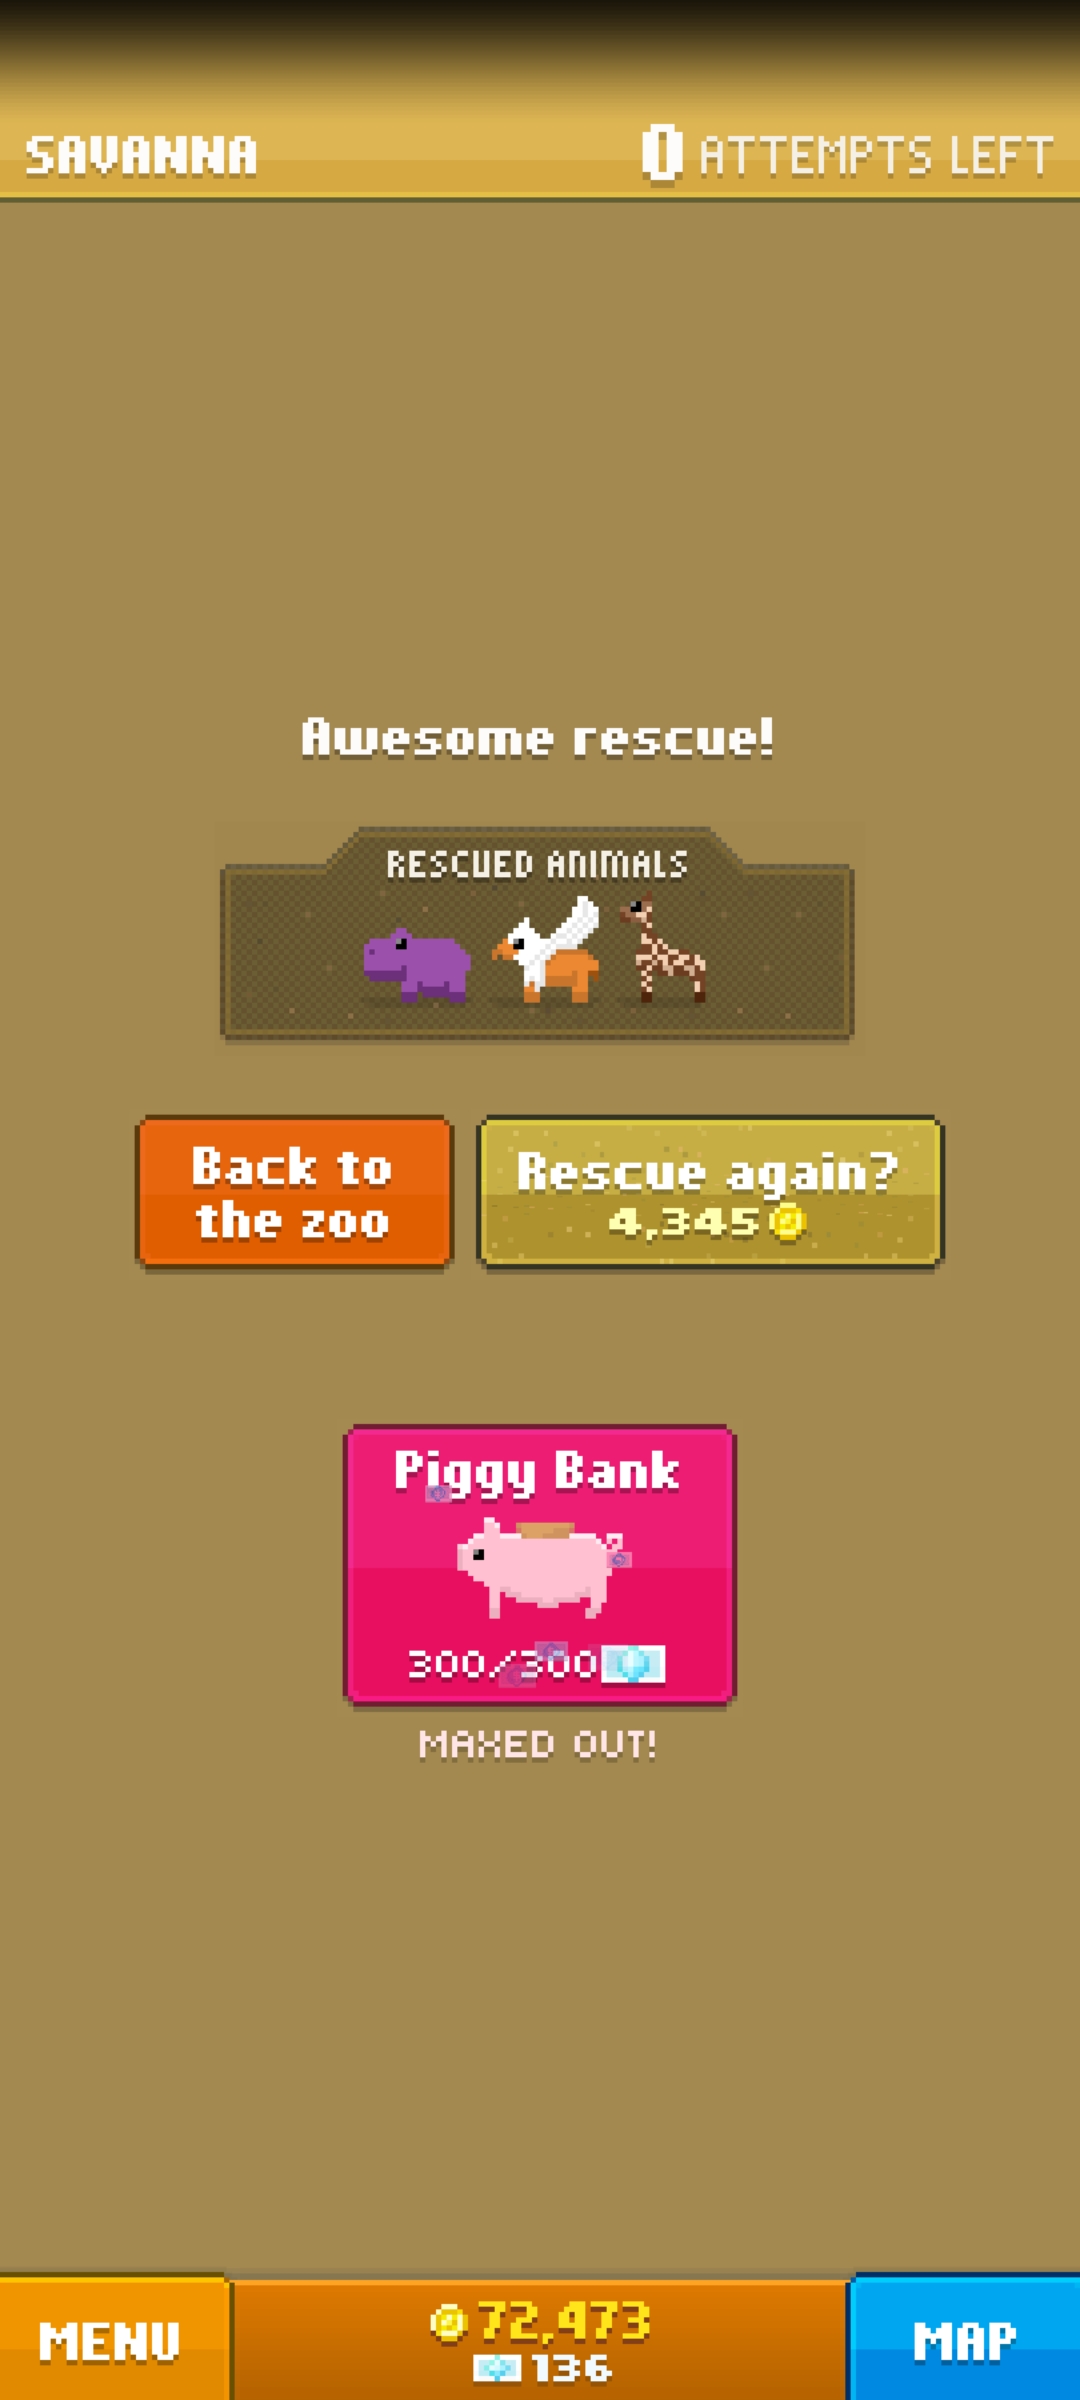 SAVANNA
0 ATTEMPTS LEFT
Awesome rescue!
RESCUED ANIMALS
Back to
the zoo
Rescue again?
4,345
Piggy Bank
300/300
MAXED OUT!
MENU
72,473
136
MAP